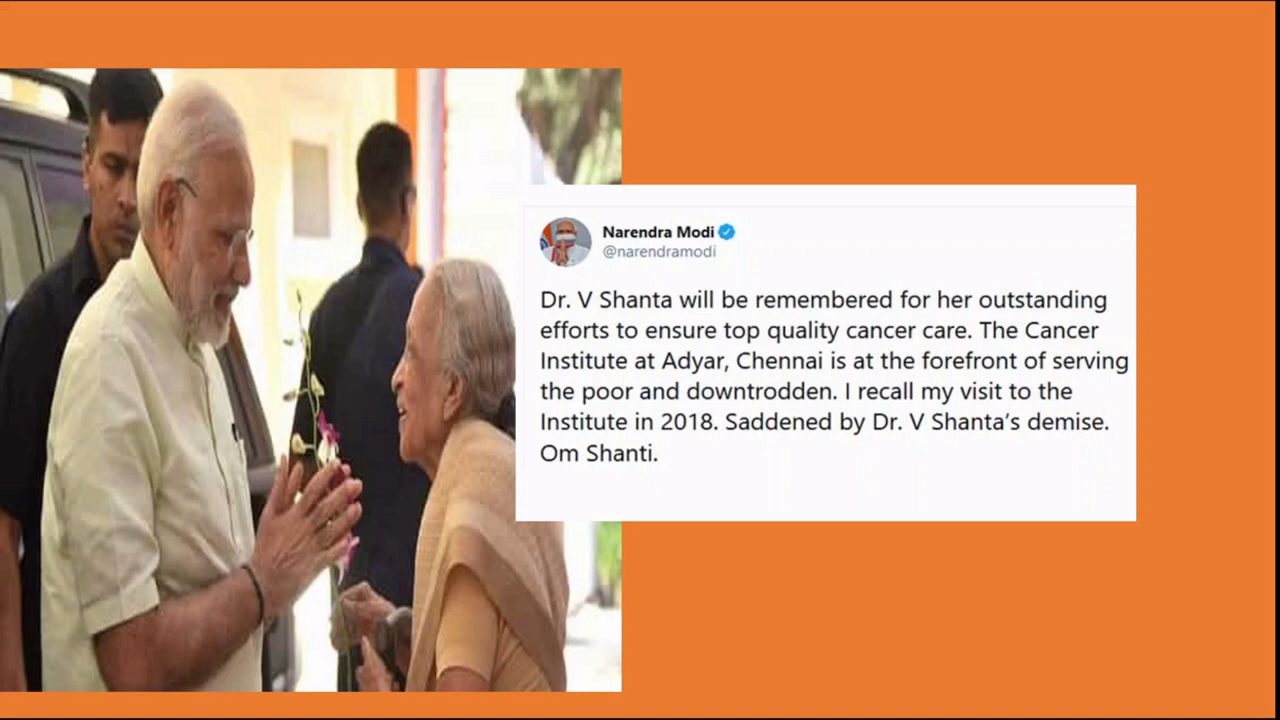 Narendra Modi
@narendramodi
Dr. V Shanta will be remembered for her outstanding
efforts to ensure top quality cancer care. The Cancer
Institute at Adyar, Chennai is at the forefront of serving
the poor and downtrodden. I recall my visit to the
Institute in 2018. Saddened by Dr. V Shanta’s demise.
Om Shanti.